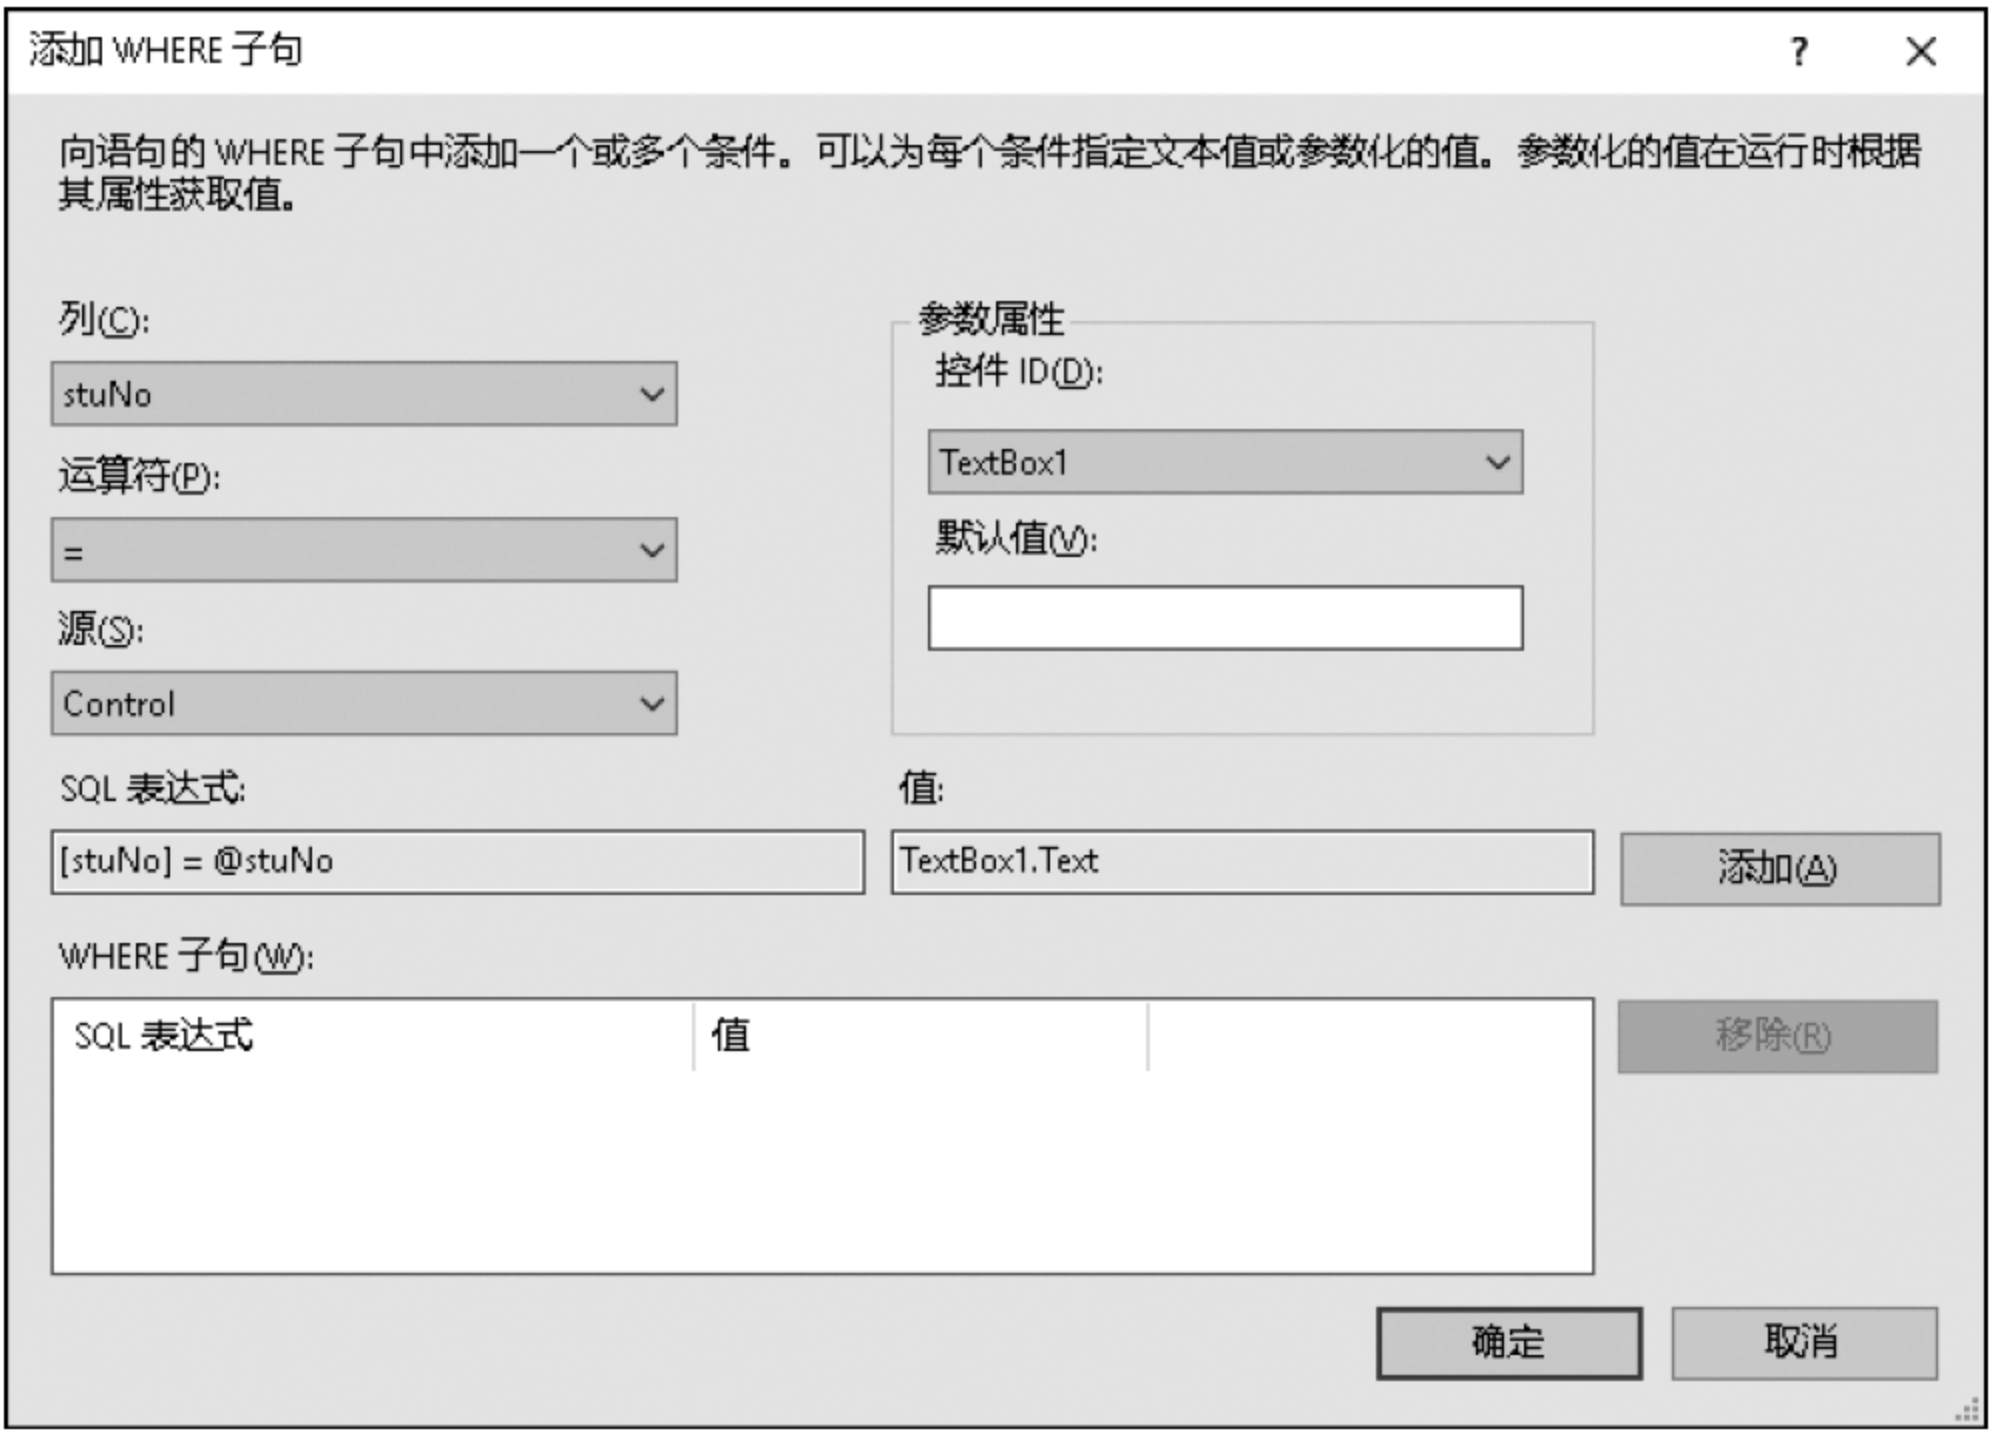 添加 WHERE 子句
?
向语句的 WHERE 子句中添加一个或多个条件。可以为每个条件指定文本值或参数化的值。参数化的值在运行时根据
其属性获取值。
列(C):
stuNo
运算符(P):
=
源(S):
Control
参数属性
控件 ID(D):
TextBox1
默认值(V):
SQL 表达式:
值:
[stuNo] = @stuNo
TextBox1.Text
添加(A)
WHERE 子句(W):
SQL 表达式
值
移除(R)
确定
取消